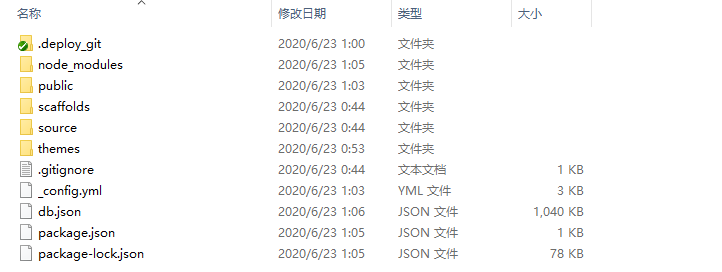 名称 修改日期 类型 大小
.deploy_git 2020/6/23 1:00 文件夹
node_modules 2020/6/23 1:05 文件夹
public 2020/6/23 1:03 文件夹
scaffolds 2020/6/23 0:44 文件夹
source 2020/6/23 0:44 文件夹
themes 2020/6/23 0:53 文件夹
.gitignore 2020/6/23 0:44 文本文档 1 KB
_config.yml 2020/6/23 1:03 YML 文件 3 KB
db.json 2020/6/23 1:06 JSON 文件 1,040 KB
package.json 2020/6/23 1:05 JSON 文件 1 KB
package-lock.json 2020/6/23 1:05 JSON 文件 78 KB